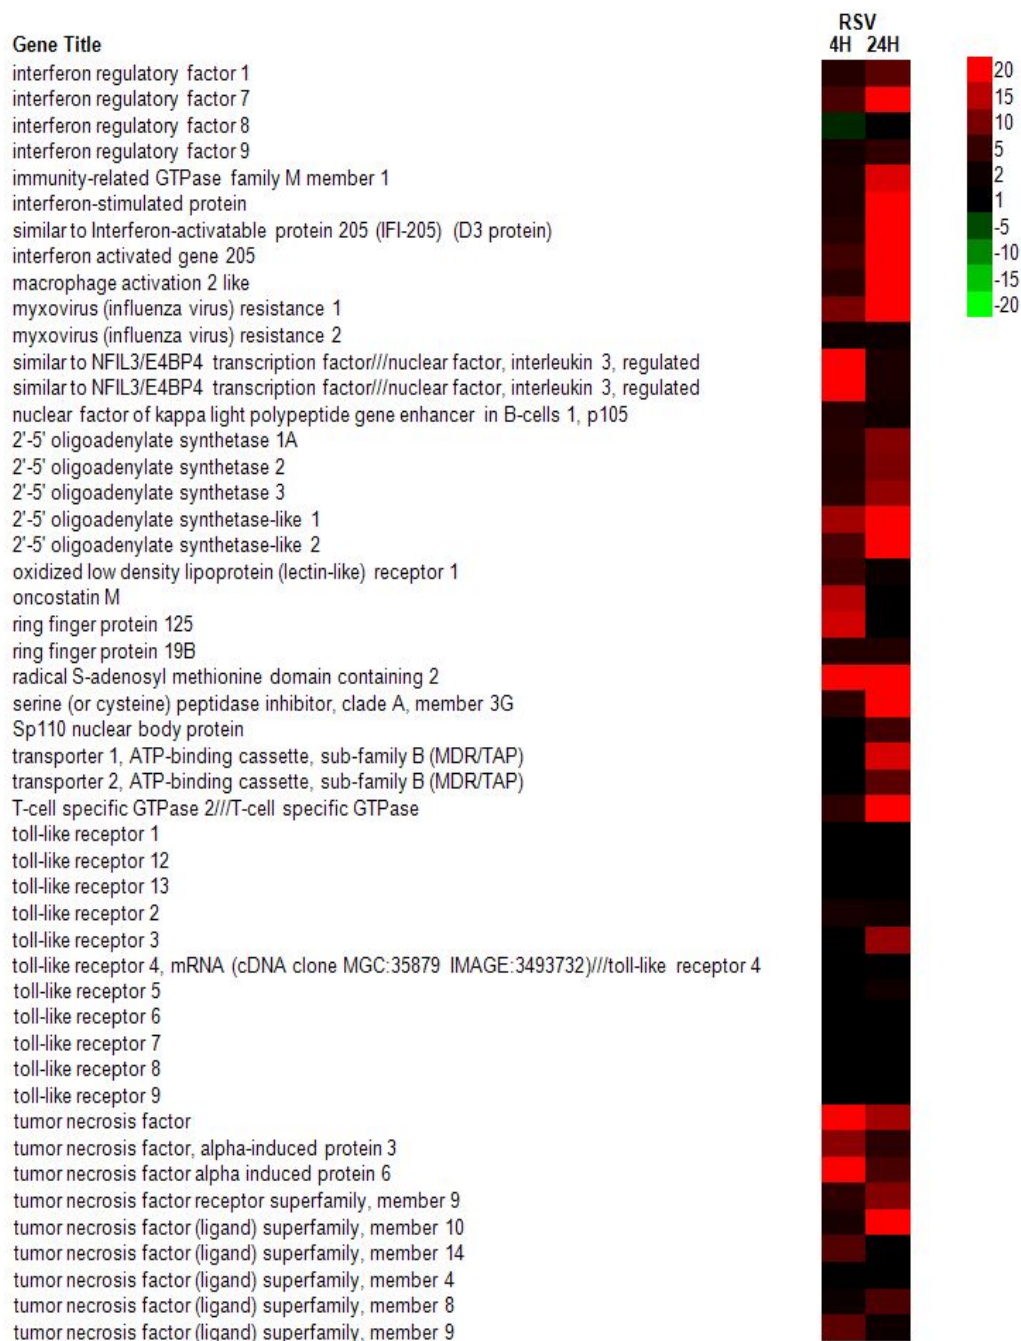 RSV
Gene Title 4H 24H
interferon regulatory factor 1
interferon regulatory factor 7
interferon regulatory factor 8
interferon regulatory factor 9
immunity-related GTPase family M member 1
interferon-stimulated protein
similar to Interferon-activatable protein 205 (IFI-205) (D3 protein)
interferon activated gene 205
macrophage activation 2 like
myxovirus (influenza virus) resistance 1
myxovirus (influenza virus) resistance 2
similar to NFIL3/E4BP4 transcription factor///nuclear factor, interleukin 3, regulated
similar to NFIL3/E4BP4 transcription factor///nuclear factor, interleukin 3, regulated
nuclear factor of kappa light polypeptide gene enhancer in B-cells 1, p105
2'-5' oligoadenylate synthetase 1A
2'-5' oligoadenylate synthetase 2
2'-5' oligoadenylate synthetase 3
2'-5' oligoadenylate synthetase-like 1
2'-5' oligoadenylate synthetase-like 2
oxidized low density lipoprotein (lectin-like) receptor 1
oncostatin M
ring finger protein 125
ring finger protein 19B
radical S-adenosyl methionine domain containing 2
serine (or cysteine) peptidase inhibitor, clade A, member 3G
Sp110 nuclear body protein
transporter 1, ATP-binding cassette, sub-family B (MDR/TAP)
transporter 2, ATP-binding cassette, sub-family B (MDR/TAP)
T-cell specific GTPase 2///T-cell specific GTPase
toll-like receptor 1
toll-like receptor 12
toll-like receptor 13
toll-like receptor 2
toll-like receptor 3
toll-like receptor 4, mRNA (cDNA clone MGC:35879 IMAGE:3493732)///toll-like receptor 4
toll-like receptor 5
toll-like receptor 6
toll-like receptor 7
toll-like receptor 8
toll-like receptor 9
tumor necrosis factor
tumor necrosis factor, alpha-induced protein 3
tumor necrosis factor alpha induced protein 6
tumor necrosis factor receptor superfamily, member 9
tumor necrosis factor (ligand) superfamily, member 10
tumor necrosis factor (ligand) superfamily, member 14
tumor necrosis factor (ligand) superfamily, member 4
tumor necrosis factor (ligand) superfamily, member 8
tumor necrosis factor (ligand) superfamily, member 9
20
15
10
5
2
1
-5
-10
-15
-20